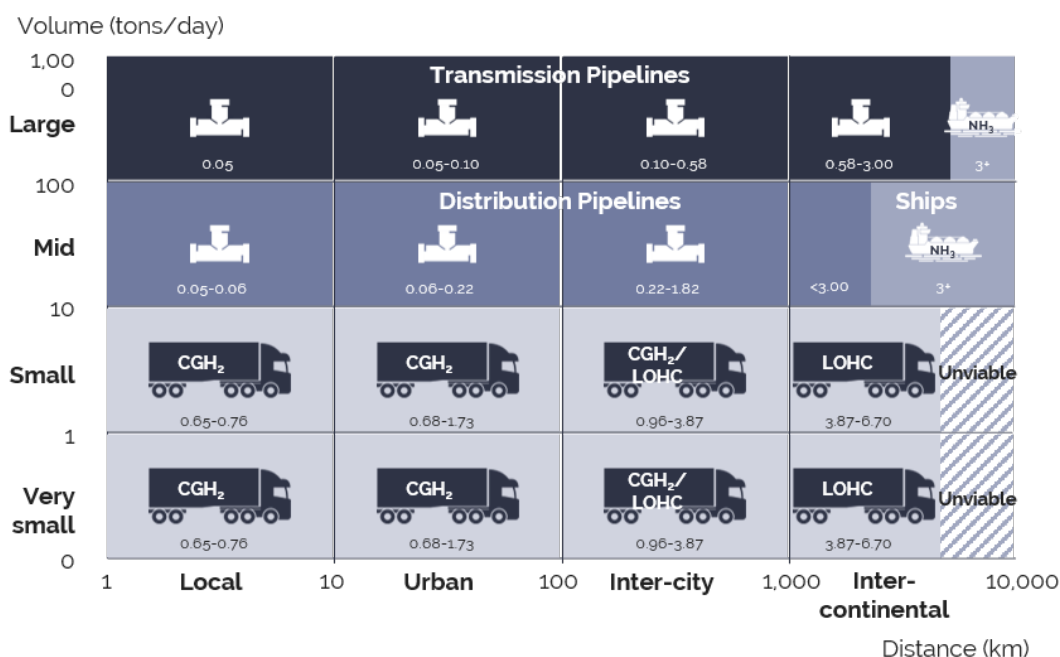 Volume (tons/day)
1,00
0
Transmission Pipelines
Large
NH₃
0.05
0.05-0.10
0.10-0.58
0.58-3.00
3+
100
Distribution Pipelines
Ships
Mid
NH₃
0.05-0.06
0.06-0.22
0.22-1.82
<3.00
3+
10
Small
CGH₂
CGH₂
CGH₂/
LOHC
LOHC
Unviable
0.65-0.76
0.68-1.73
0.96-3.87
3.87-6.70
1
Very
small
CGH₂
CGH₂
CGH₂/
LOHC
LOHC
Unviable
0.65-0.76
0.68-1.73
0.96-3.87
3.87-6.70
0
1
Local
10
Urban
100
Inter-city
1,000
Inter-
continental
10,000
Distance (km)